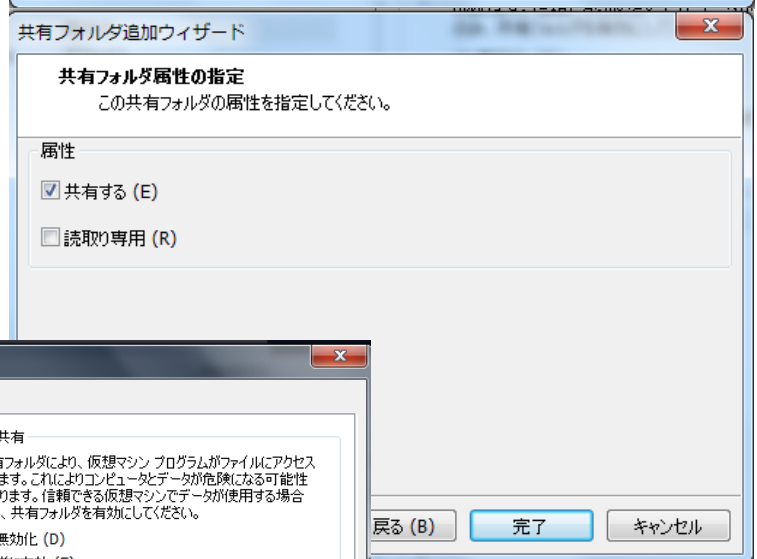 共有フォルダ追加ウィザード
共有フォルダ属性の指定
この共有フォルダの属性を指定してください。
属性
共有する (E)
読取り専用 (R)
共有
有フォルダにより、仮想マシン プログラムがファイルにアクセス
ます。これによりコンピュータとデータが危険になる可能性
ります。信頼できる仮想マシンでデータが使用する場合
、共有フォルダを有効にしてください。
無効化 (D)
戻る (B)
完了
キャンセル